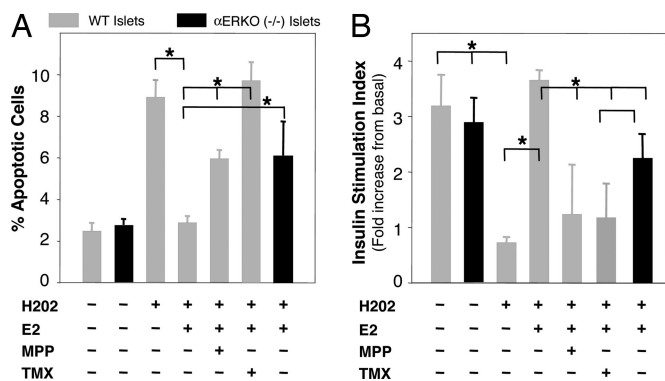 A
WT Islets
αERKO (-/-) Islets
B
% Apoptotic Cells
10
8
6
4
2
0
* * *
H202 – – + + + + +
E2 – – – + + + +
MPP – – – – + – –
TMX – – – – – + –
Insulin Stimulation Index
(Fold increase from basal)
4
3
2
1
0
* * *
H202 – – + + + + +
E2 – – – + + + +
MPP – – – – + – –
TMX – – – – – + –